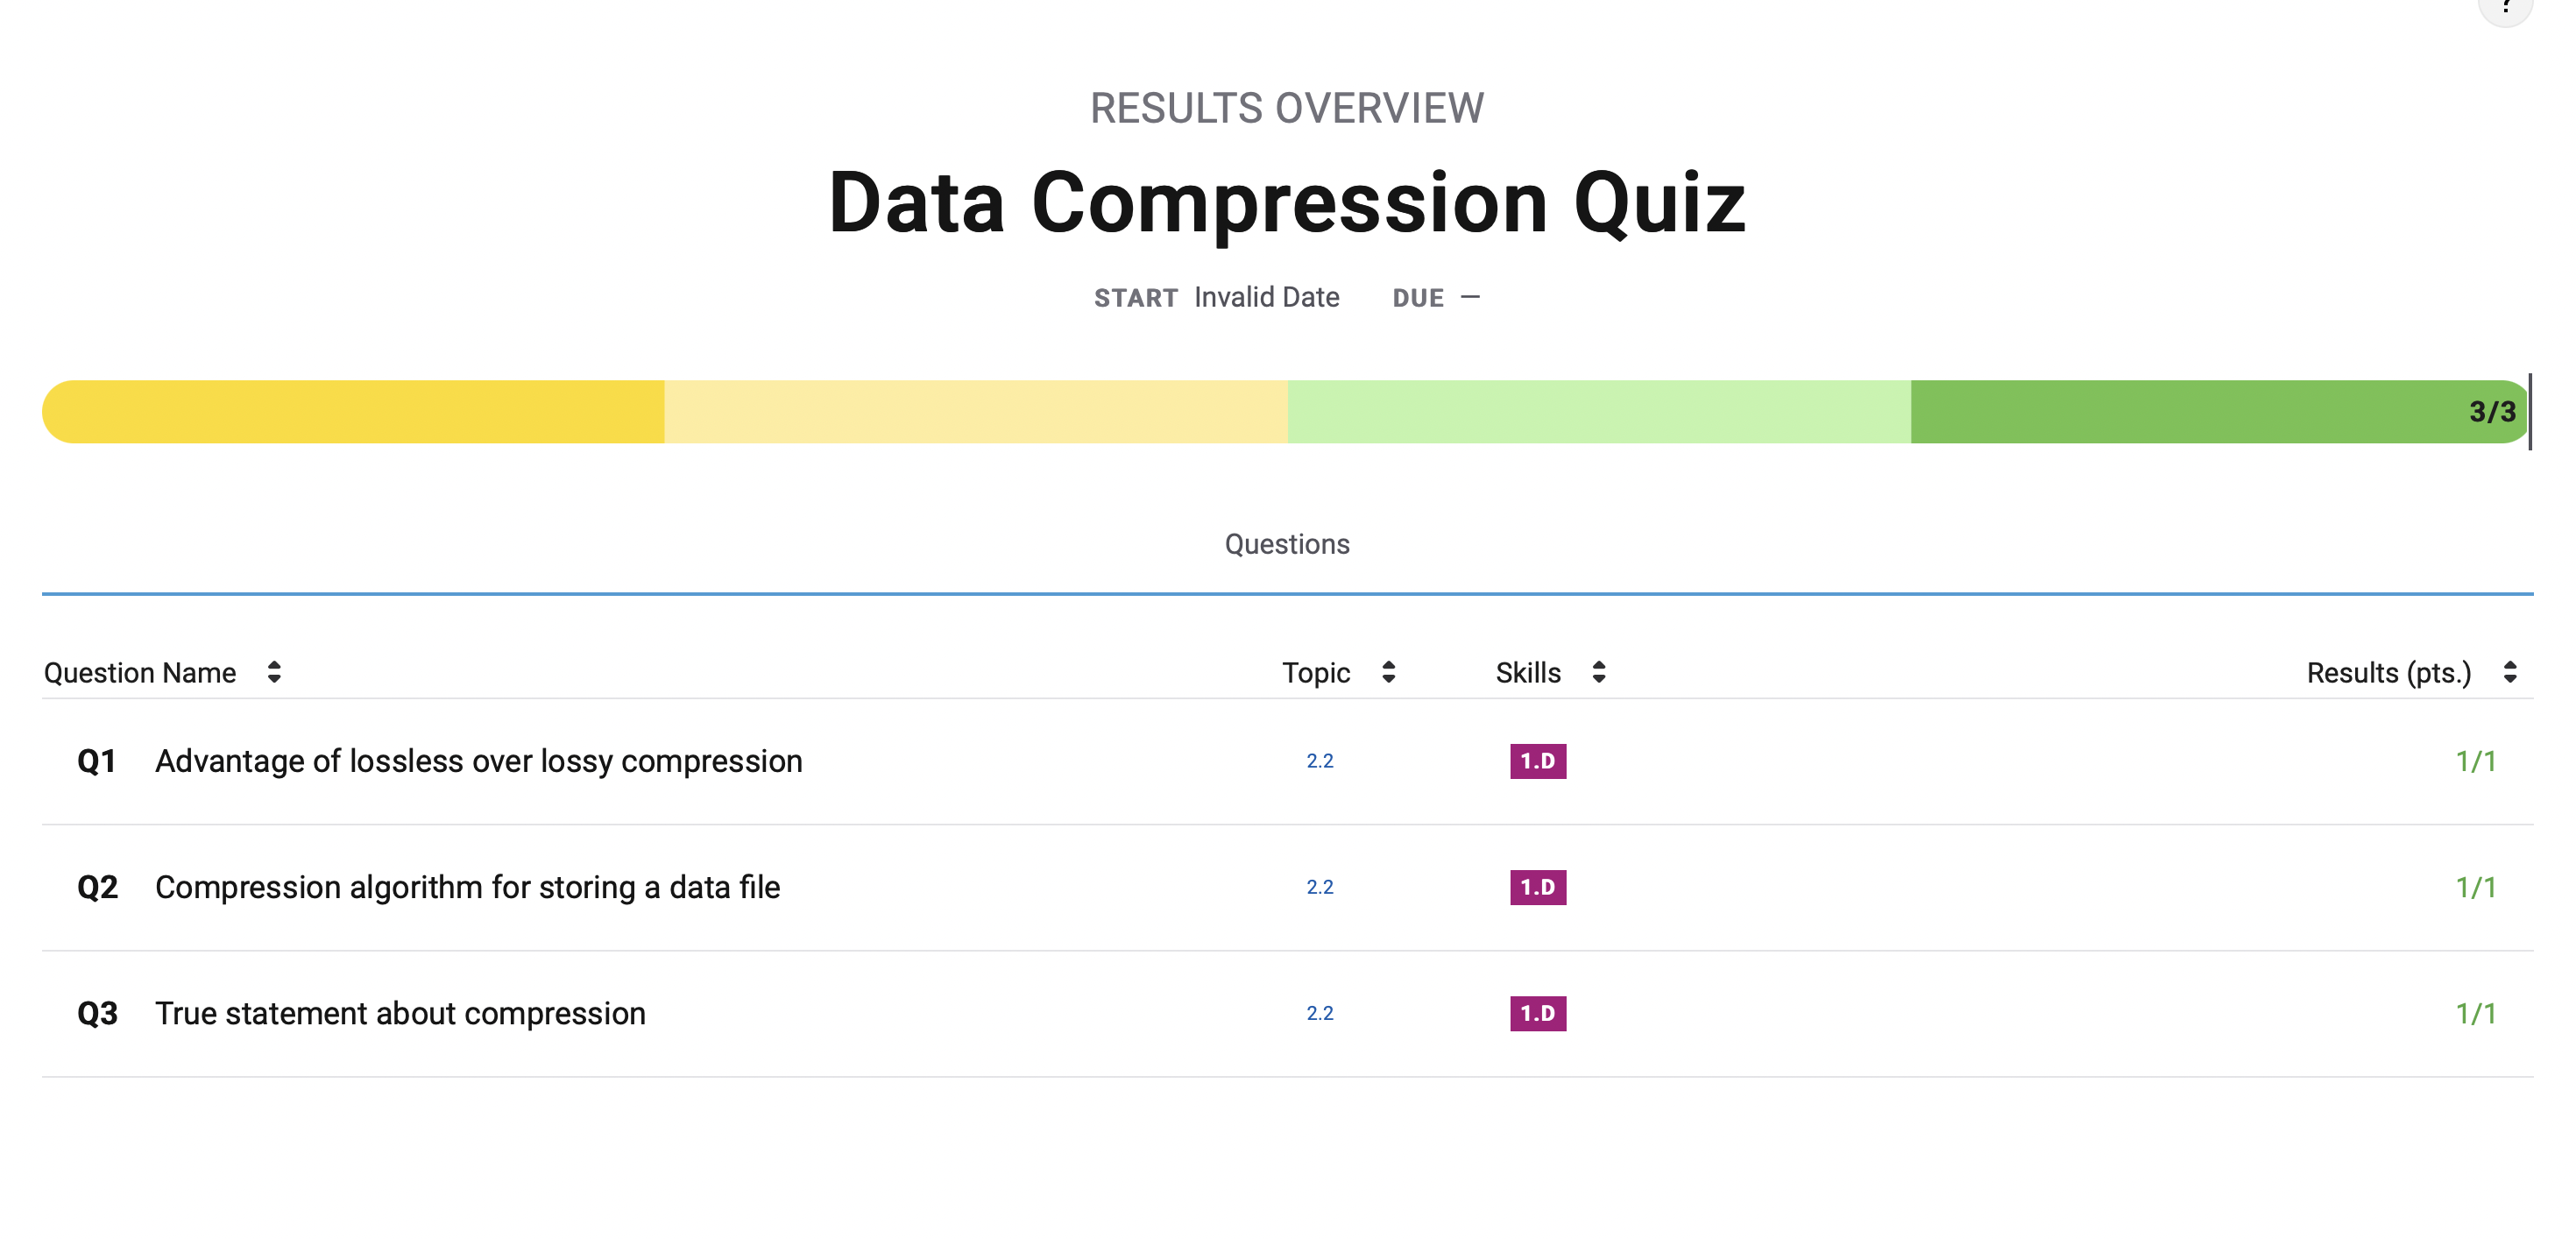 ?
RESULTS OVERVIEW
Data Compression Quiz
START Invalid Date DUE —
3/3
Questions
Question Name Topic Skills Results (pts.)
Q1 Advantage of lossless over lossy compression 2.2 1.D 1/1
Q2 Compression algorithm for storing a data file 2.2 1.D 1/1
Q3 True statement about compression 2.2 1.D 1/1